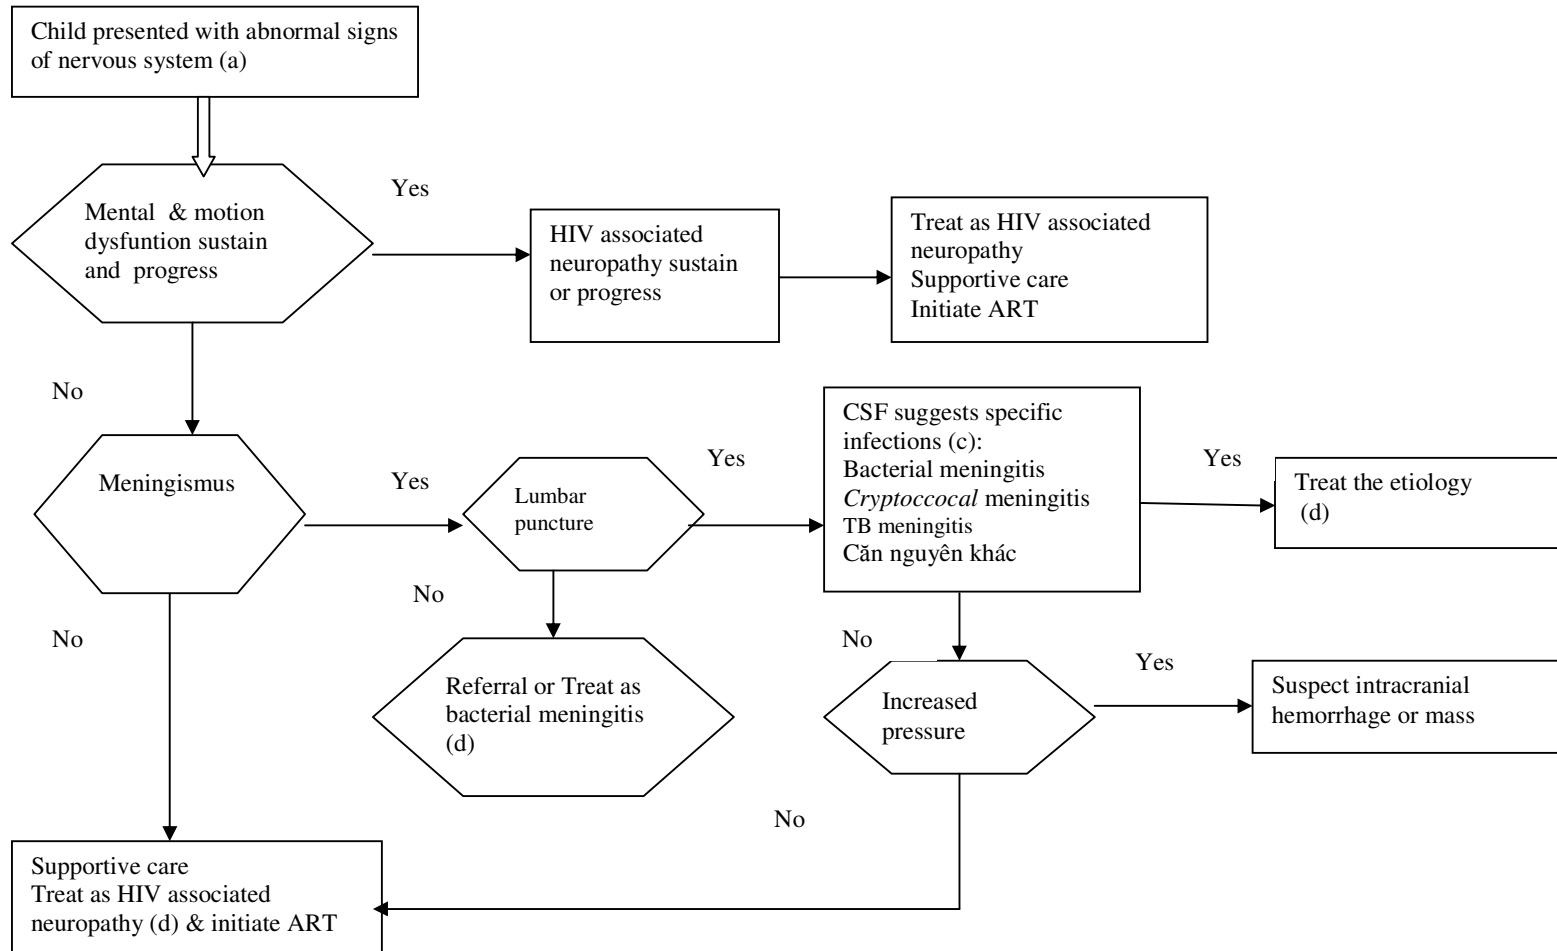 Child presented with abnormal signs
of nervous system (a)
Yes
Mental & motion
dysfuntion sustain
and progress
HIV associated
neuropathy sustain
or progress
Treat as HIV associated
neuropathy
Supportive care
Initiate ART
No
Meningismus
Yes
Lumbar
puncture
Yes
CSF suggests specific
infections (c):
Bacterial meningitis
Cryptoccocal meningitis
TB meningitis
Căn nguyên khác
Yes
Treat the etiology
(d)
No
No
No
Referral or Treat as
bacterial meningitis
(d)
Increased
pressure
Yes
Suspect intracranial
hemorrhage or mass
No
Supportive care
Treat as HIV associated
neuropathy (d) & initiate ART